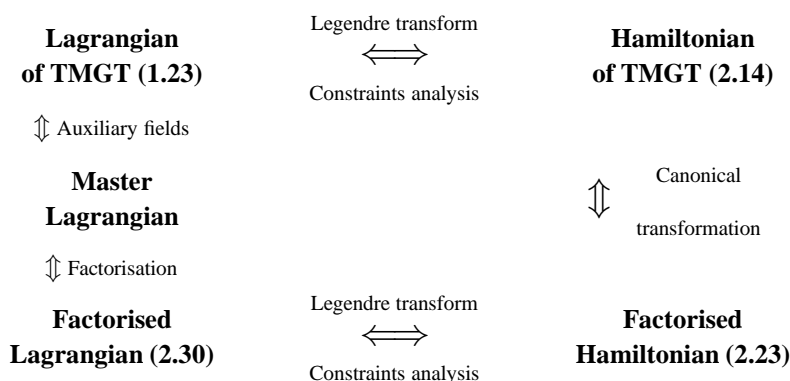 Lagrangian
of TMGT (1.23)
Legendre transform
⟺
Constraints analysis
Hamiltonian
of TMGT (2.14)
⇕ Auxiliary fields
Master
Lagrangian
⇕
Canonical
transformation
⇕ Factorisation
Factorised
Lagrangian (2.30)
Legendre transform
⟺
Constraints analysis
Factorised
Hamiltonian (2.23)